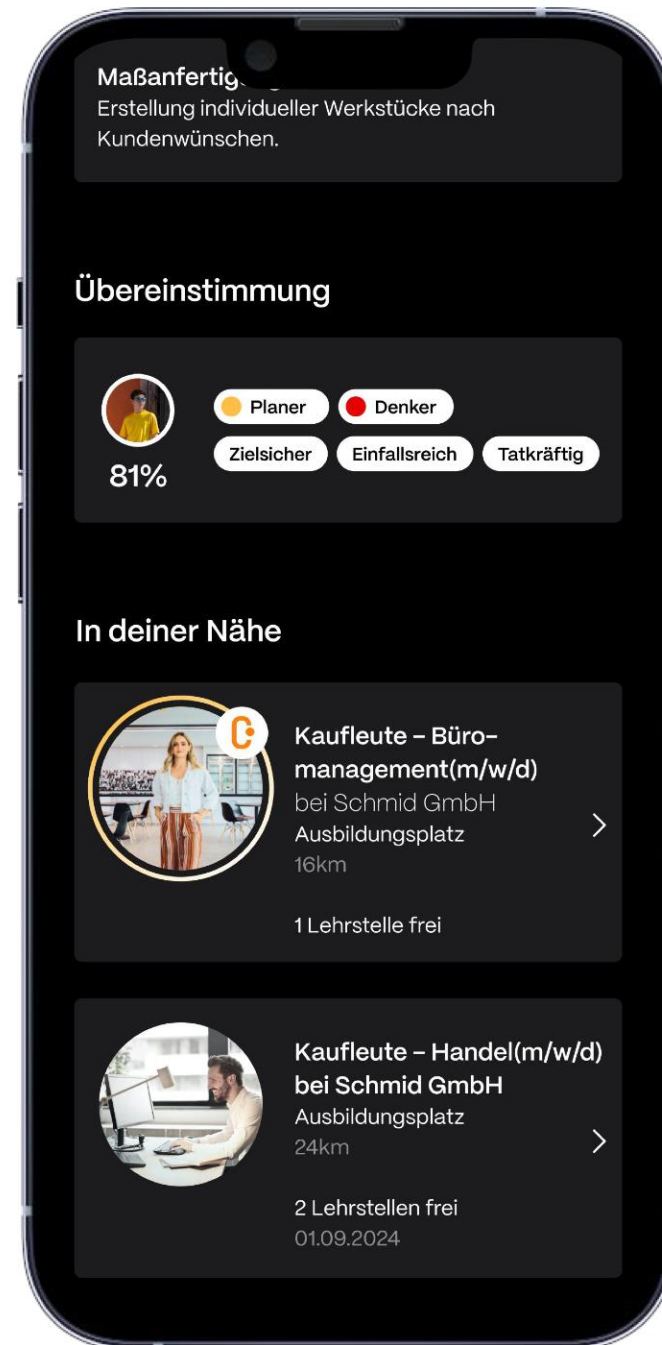 Erstellung individueller Werkstücke nach
Kundenwünschen.
Übereinstimmung
Planer
Denker
81%
Zielsicher
Einfallsreich
Tatkräftig
In deiner Nähe
Kaufleute – Büro-
management(m/w/d)
bei Schmid GmbH
Ausbildungsplatz
16km
1 Lehrstelle frei
Kaufleute – Handel(m/w/d)
bei Schmid GmbH
Ausbildungsplatz
24km
2 Lehrstellen frei
01.09.2024